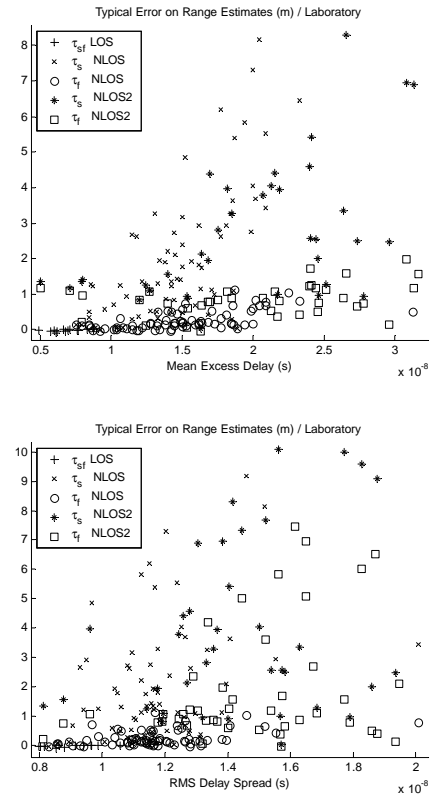 Typical Error on Range Estimates (m) / Laboratory
8
7
6
5
4
3
2
1
0
τsf LOS
τs NLOS
τf NLOS
τs NLOS2
τf NLOS2
0.5 1 1.5 2 2.5 3
Mean Excess Delay (s)
x 10⁻⁸
Typical Error on Range Estimates (m) / Laboratory
10
9
8
7
6
5
4
3
2
1
0
τsf LOS
τs NLOS
τf NLOS
τs NLOS2
τf NLOS2
0.8 1 1.2 1.4 1.6 1.8 2
RMS Delay Spread (s)
x 10⁻⁸